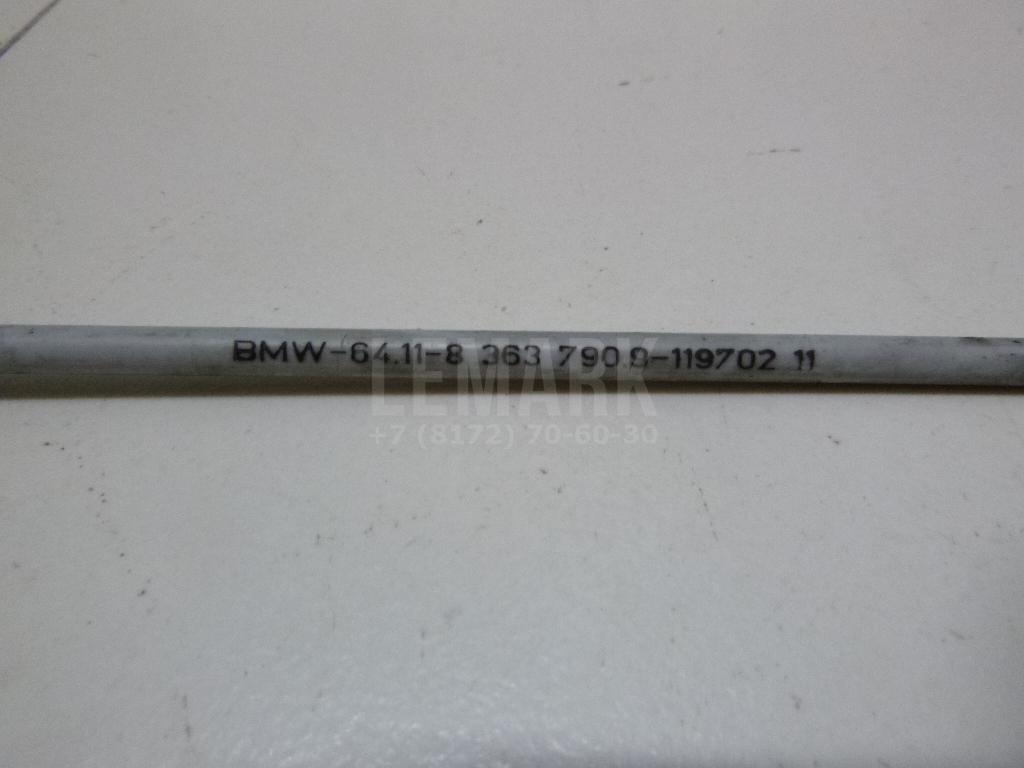 BMW-64.11-8 363 790.9-119702 11
LEMARK
+7 (8172) 70-60-30